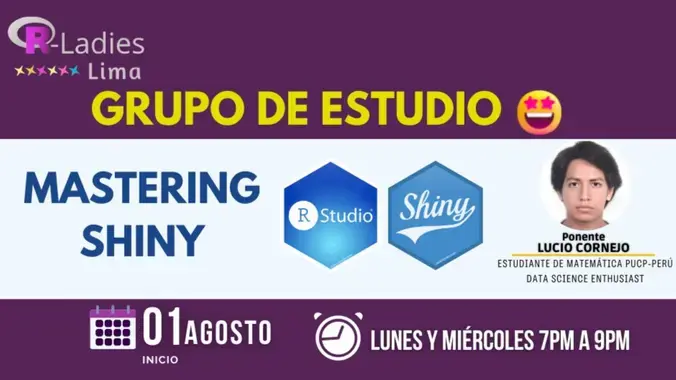 R-Ladies
Lima
GRUPO DE ESTUDIO
MASTERING
SHINY
R Studio
Shiny
Ponente
LUCIO CORNEJO
ESTUDIANTE DE MATEMÁTICA PUCP-PERÚ
DATA SCIENCE ENTHUSIAST
01 AGOSTO
INICIO
LUNES Y MIÉRCOLES 7PM A 9PM